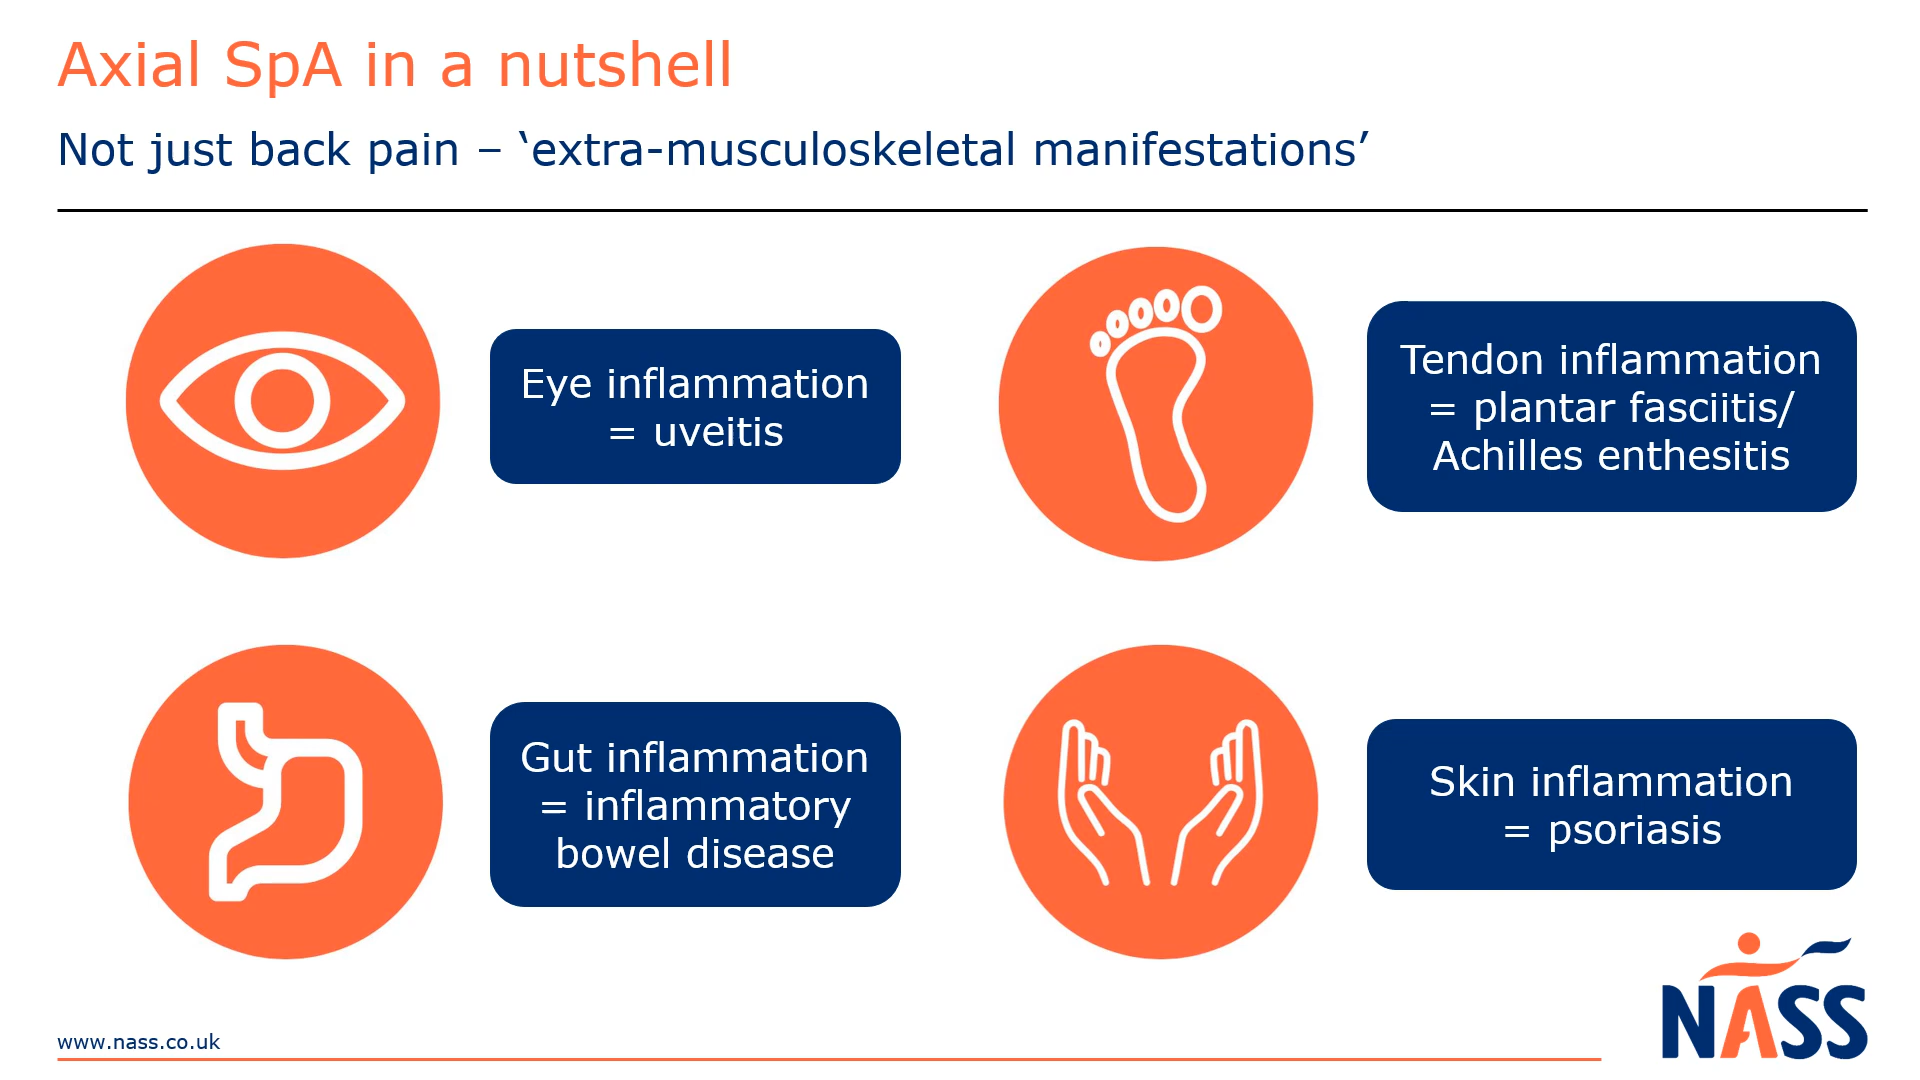 Axial SpA in a nutshell
Not just back pain – ‘extra-musculoskeletal manifestations’
Eye inflammation
= uveitis
Tendon inflammation
= plantar fasciitis/
Achilles enthesitis
Gut inflammation
= inflammatory
bowel disease
Skin inflammation
= psoriasis
www.nass.co.uk
NASS